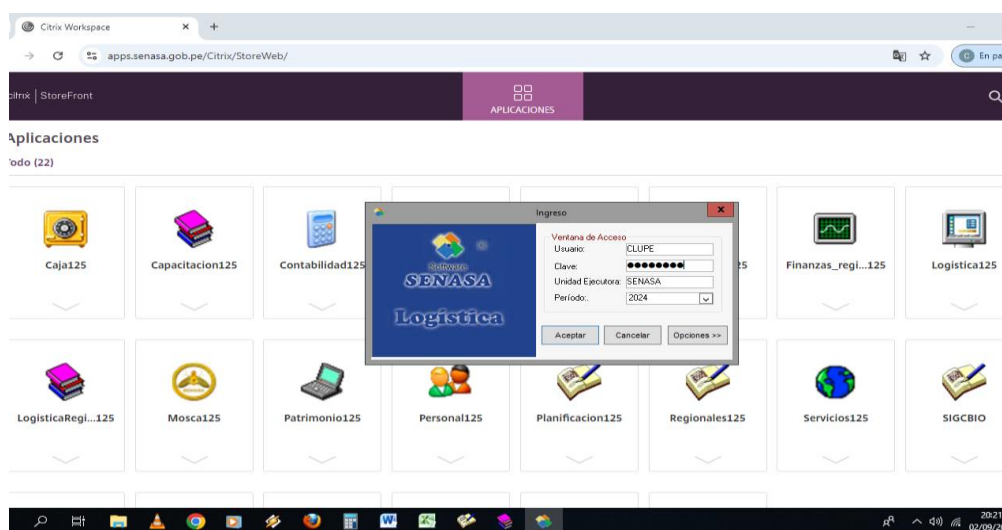 Citrix Workspace
apps.senasa.gob.pe/Citrix/StoreWeb/
En pa
citrix | StoreFront
APLICACIONES
Aplicaciones
Todo (22)
Ingreso
Software
SENASA
Logística
Ventana de Acceso
Usuario: CLUPE
Clave: ●●●●●●●●
Unidad Ejecutora: SENASA
Período:. 2024
Aceptar Cancelar Opciones >>
Caja125 Capacitacion125 Contabilidad125 25 Finanzas_regi...125 Logistica125
LogisticaRegi...125 Mosca125 Patrimonio125 Personal125 Planificacion125 Regionales125 Servicios125 SIGCBIO
20:21
02/09/2